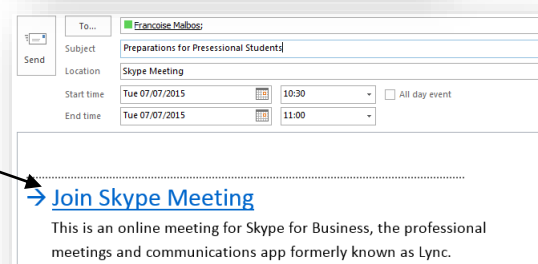 To...
Francoise Malbos;
Send
Subject
Preparations for Presessional Students
Location
Skype Meeting
Start time
Tue 07/07/2015
10:30
All day event
End time
Tue 07/07/2015
11:00
→ Join Skype Meeting
This is an online meeting for Skype for Business, the professional
meetings and communications app formerly known as Lync.